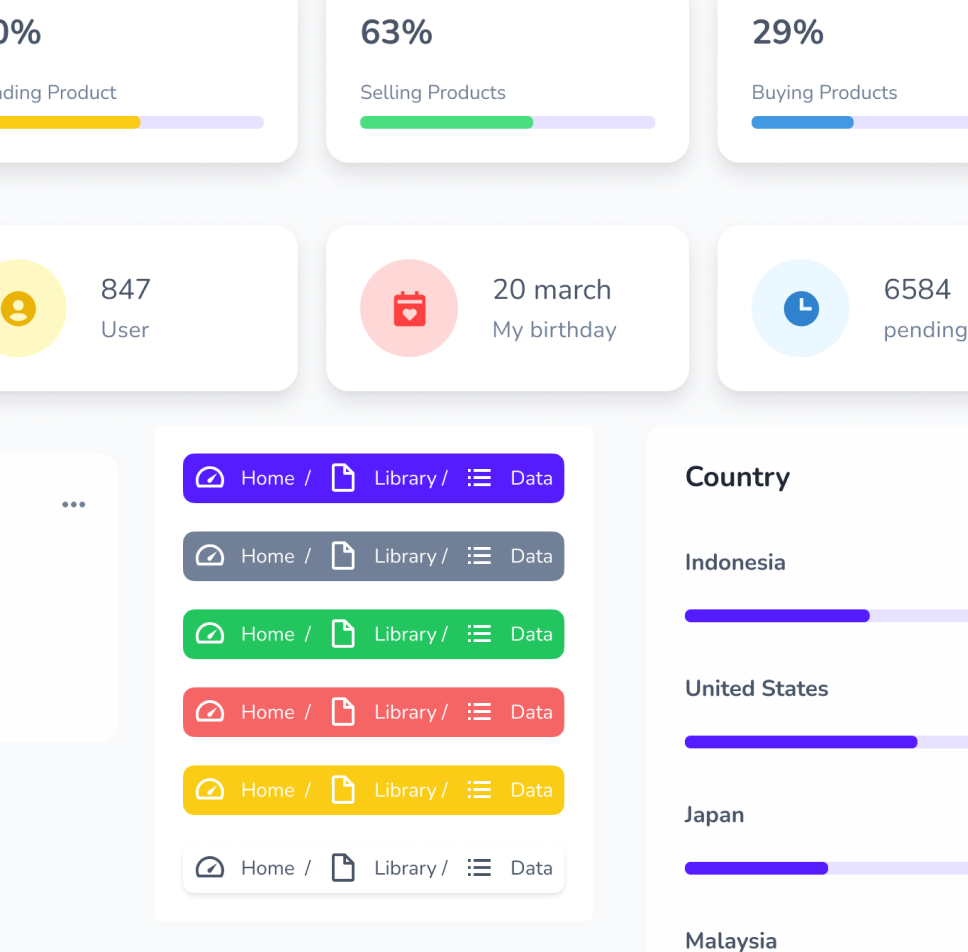 0%
63%
29%
ding Product
Selling Products
Buying Products
847
User
20 march
My birthday
6584
pending
Home / Library / Data
Home / Library / Data
Home / Library / Data
Home / Library / Data
Home / Library / Data
Home / Library / Data
Country
Indonesia
United States
Japan
Malaysia